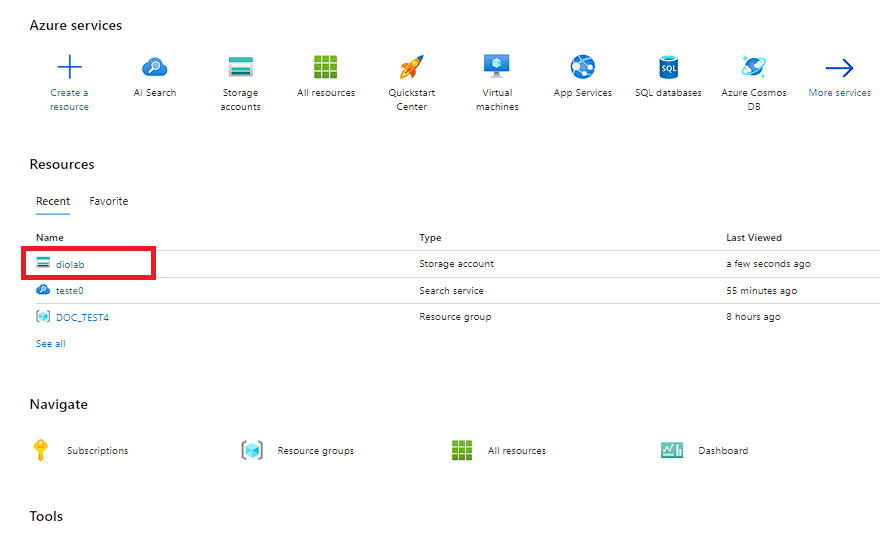 Azure services
Create a resource
AI Search
Storage accounts
All resources
Quickstart Center
Virtual machines
App Services
SQL
SQL databases
Azure Cosmos DB
More services
Resources
Recent Favorite
Name Type Last Viewed
diolab Storage account a few seconds ago
teste0 Search service 55 minutes ago
DOC_TEST4 Resource group 8 hours ago
See all
Navigate
Subscriptions Resource groups All resources Dashboard
Tools